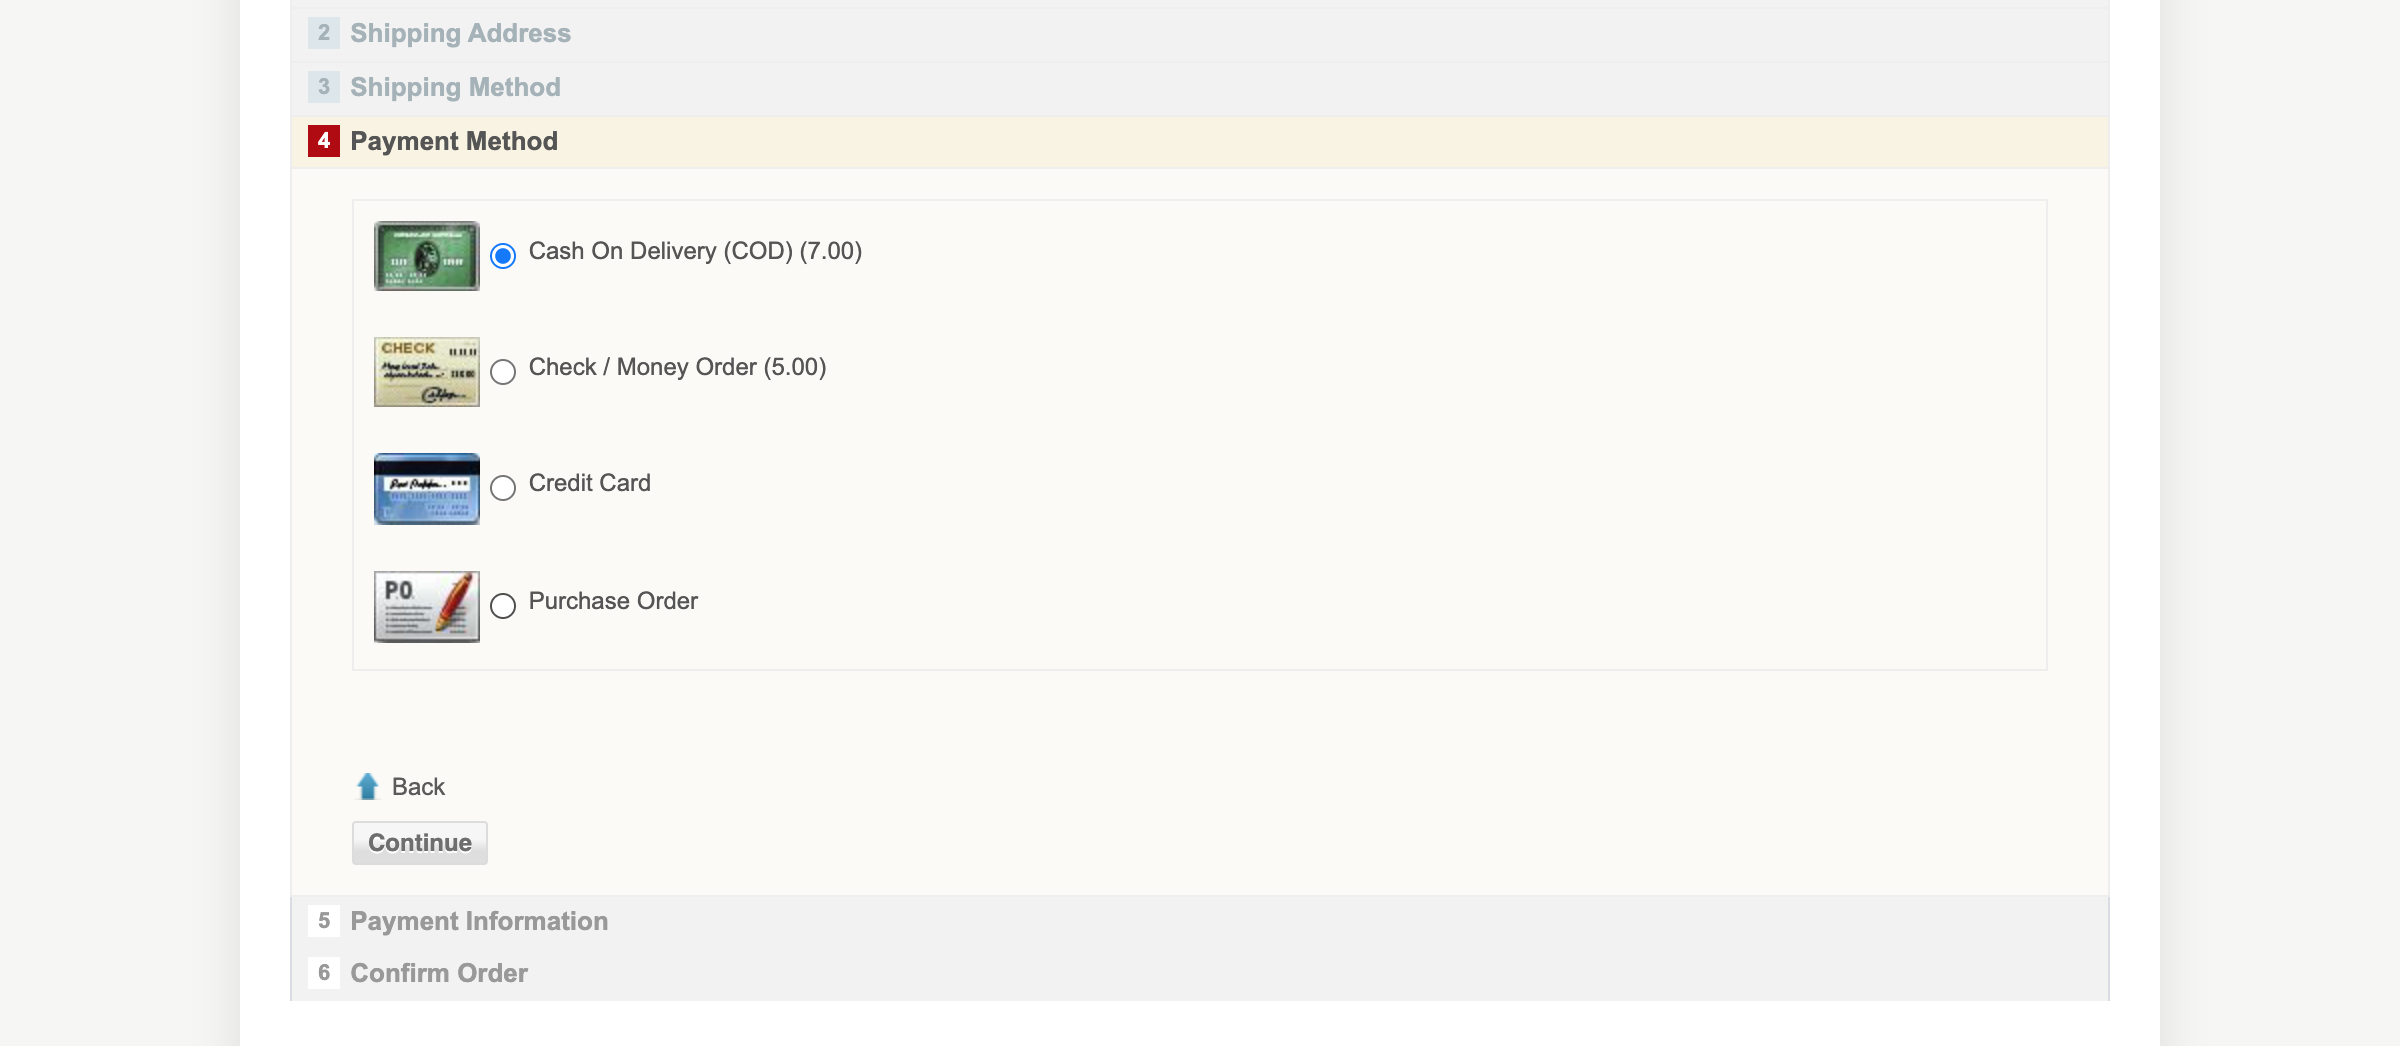 2 Shipping Address
3 Shipping Method
4 Payment Method
Cash On Delivery (COD) (7.00)
CHECK
Check / Money Order (5.00)
Credit Card
P.O.
Purchase Order
Back
Continue
5 Payment Information
6 Confirm Order